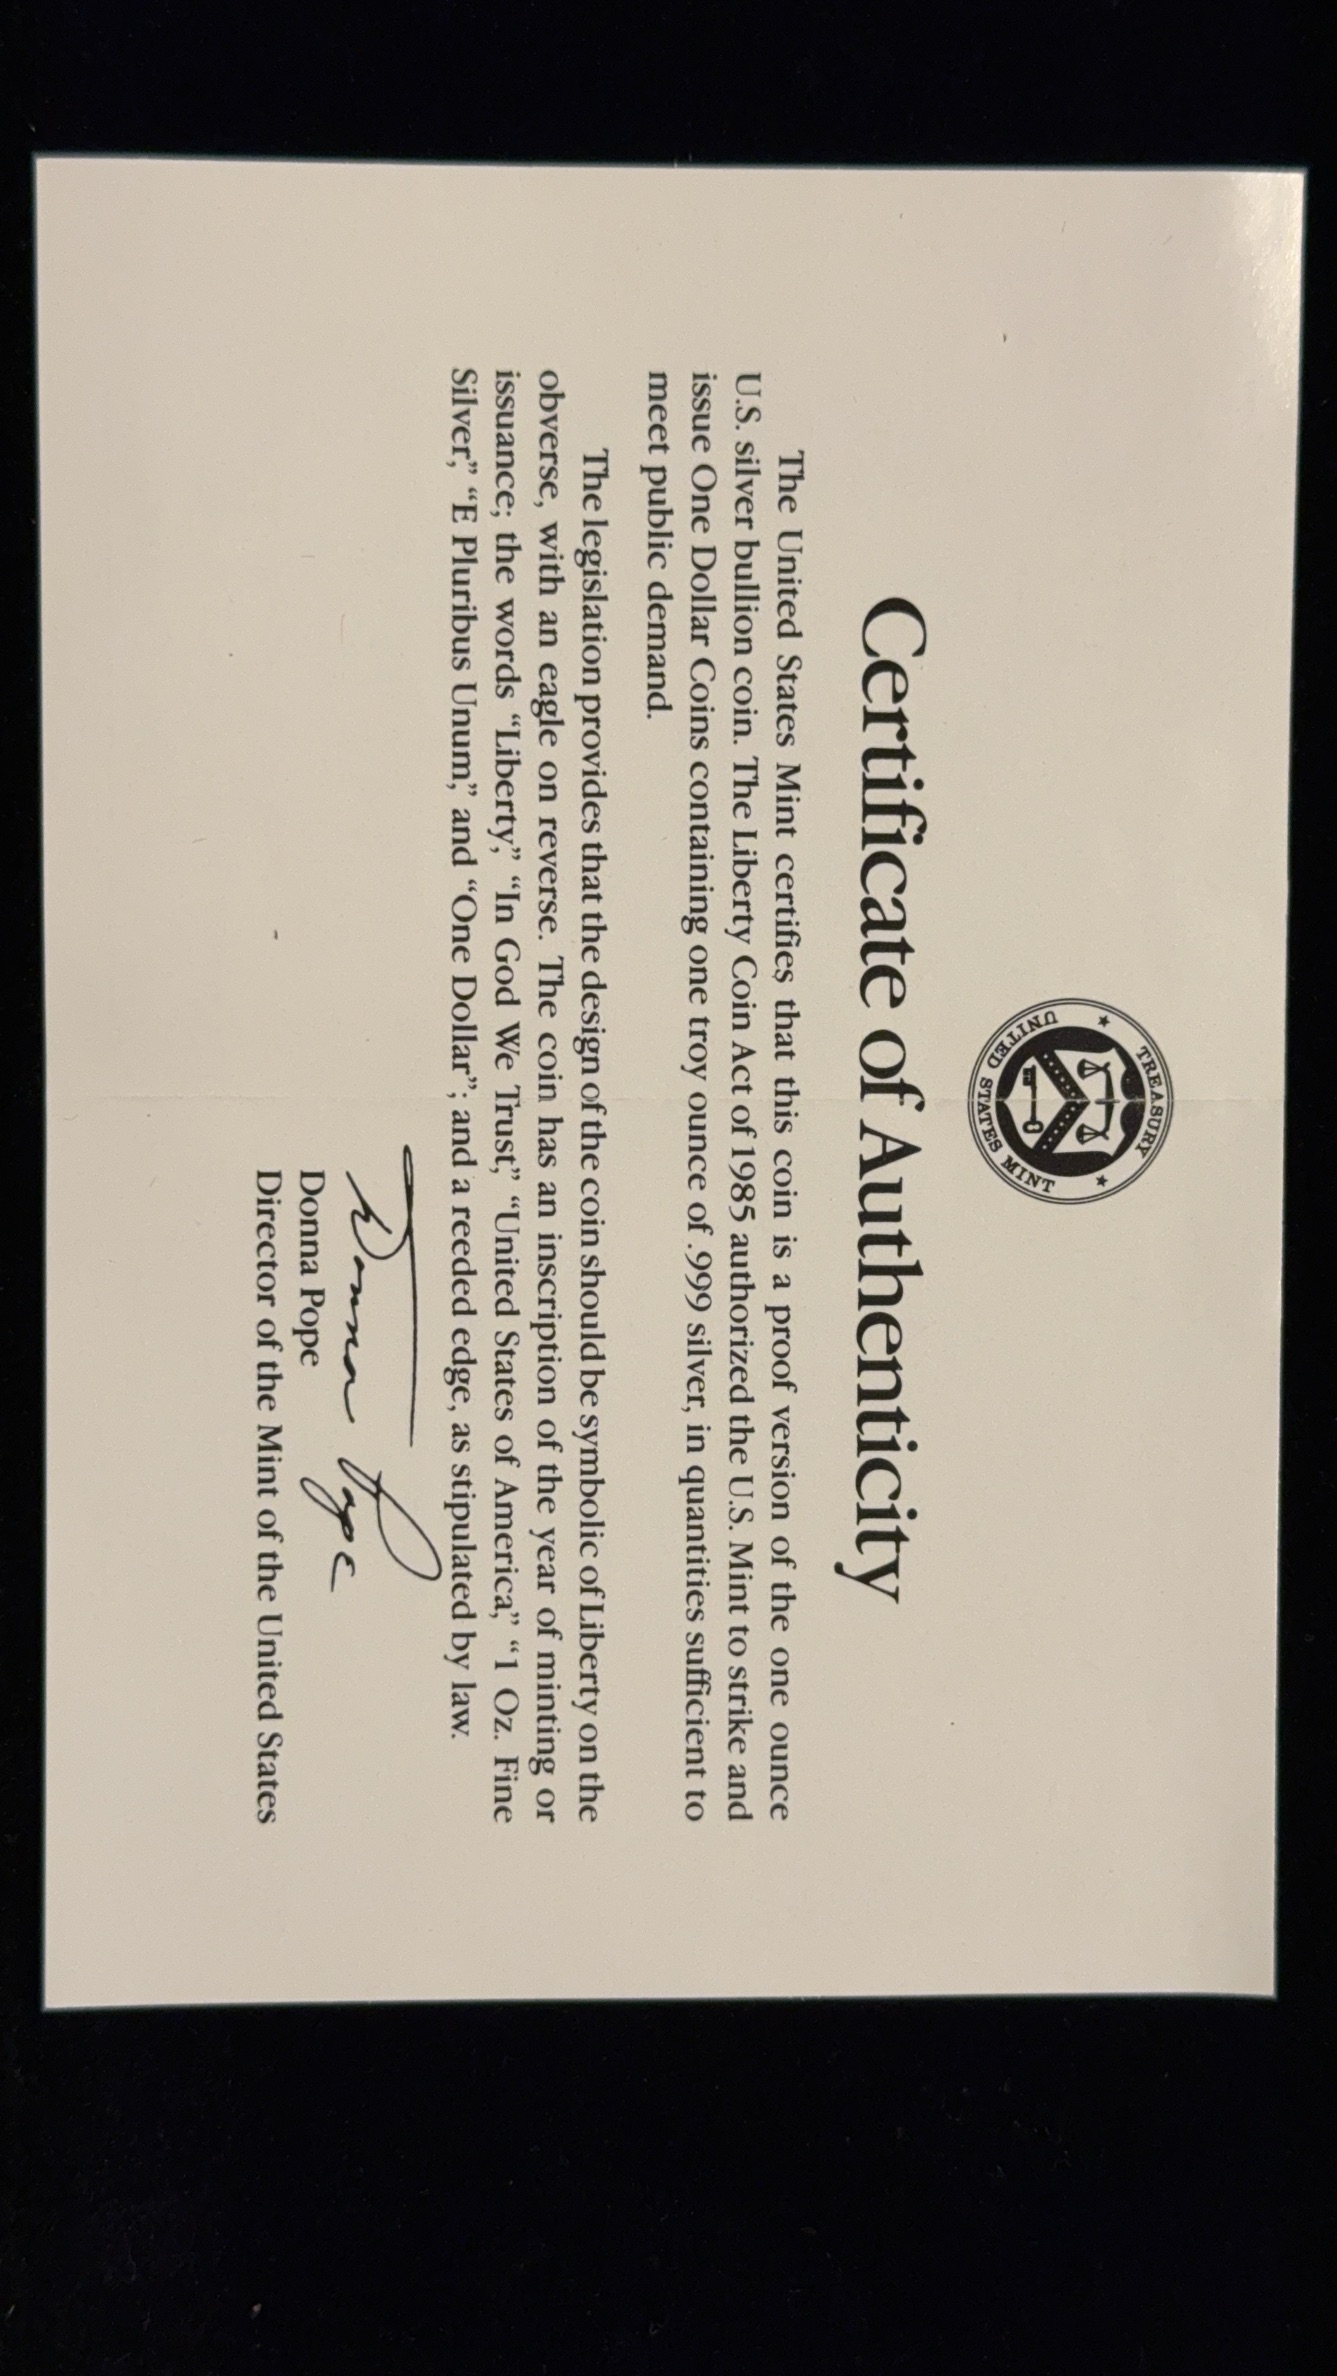 TREASURY
UNITED STATES MINT
Certificate of Authenticity
The United States Mint certifies that this coin is a proof version of the one ounce
U.S. silver bullion coin. The Liberty Coin Act of 1985 authorized the U.S. Mint to strike and
issue One Dollar Coins containing one troy ounce of .999 silver, in quantities sufficient to
meet public demand.
The legislation provides that the design of the coin should be symbolic of Liberty on the
obverse, with an eagle on reverse. The coin has an inscription of the year of minting or
issuance; the words “Liberty,” “In God We Trust,” “United States of America,” “1 Oz. Fine
Silver,” “E Pluribus Unum,” and “One Dollar”; and a reeded edge, as stipulated by law.
Donna Pope
Donna Pope
Director of the Mint of the United States